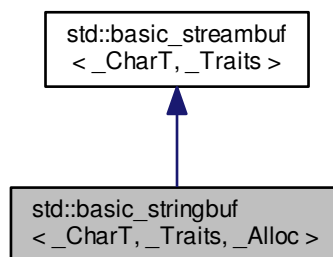 std::basic_streambuf
< _CharT, _Traits >
std::basic_stringbuf
< _CharT, _Traits, _Alloc >